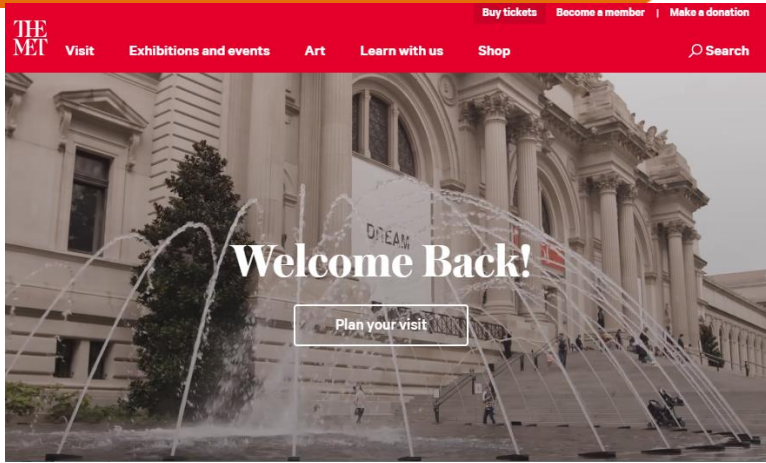 Buy tickets Become a member | Make a donation
THE
MET
Visit Exhibitions and events Art Learn with us Shop Search
DREAM
Welcome Back!
Plan your visit